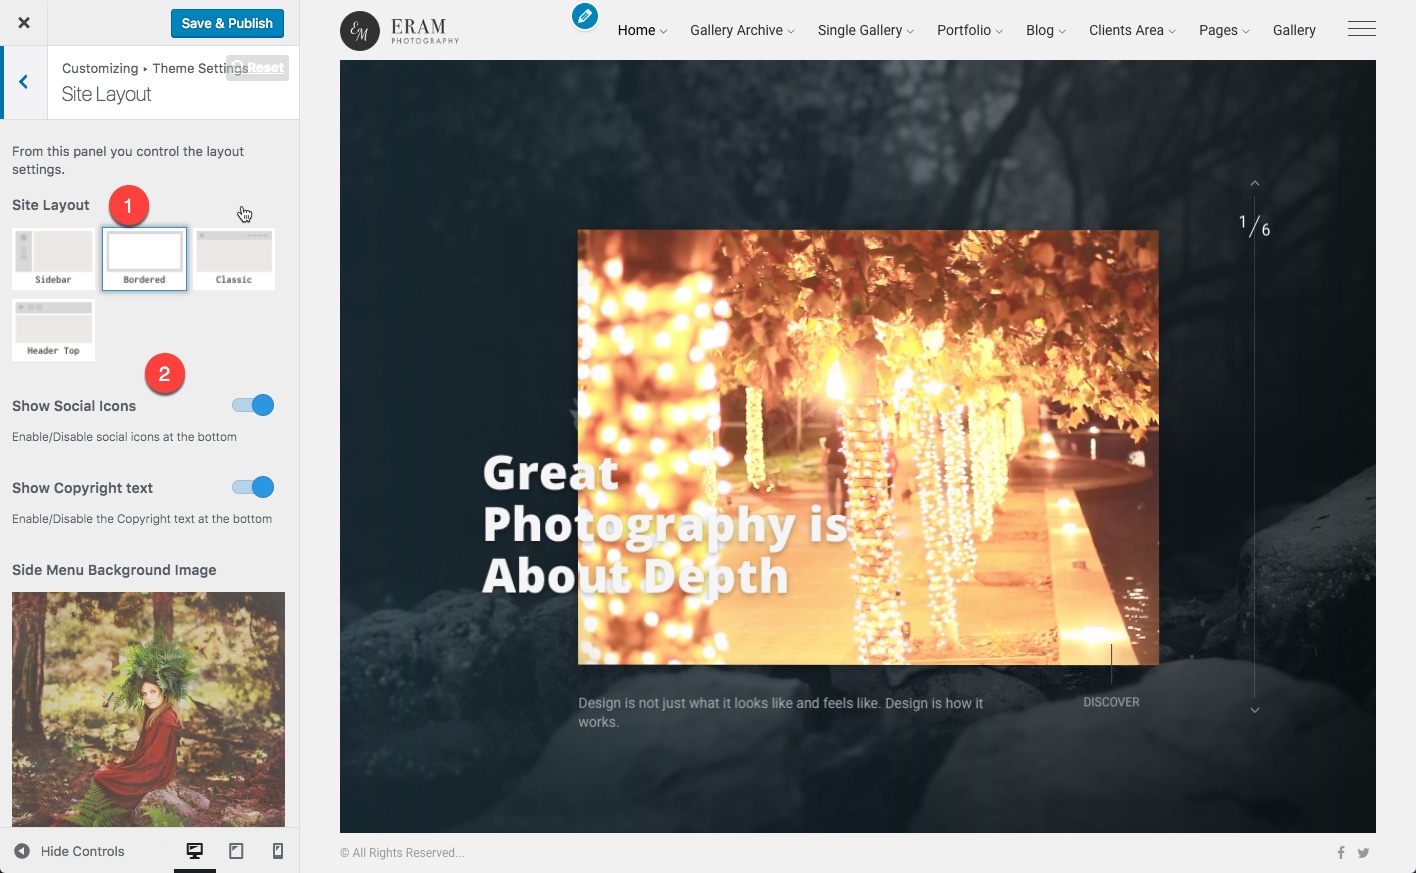 Save & Publish
Customizing ▸ Theme Settings
Reset
Site Layout
From this panel you control the layout
settings.
Site Layout
1
Sidebar
Bordered
Classic
Header Top
2
Show Social Icons
Enable/Disable social icons at the bottom
Show Copyright text
Enable/Disable the Copyright text at the bottom
Side Menu Background Image
Hide Controls
EM
ERAM
PHOTOGRAPHY
Home
Gallery Archive
Single Gallery
Portfolio
Blog
Clients Area
Pages
Gallery
1/6
Great
Photography is
About Depth
Design is not just what it looks like and feels like. Design is how it
works.
DISCOVER
© All Rights Reserved...